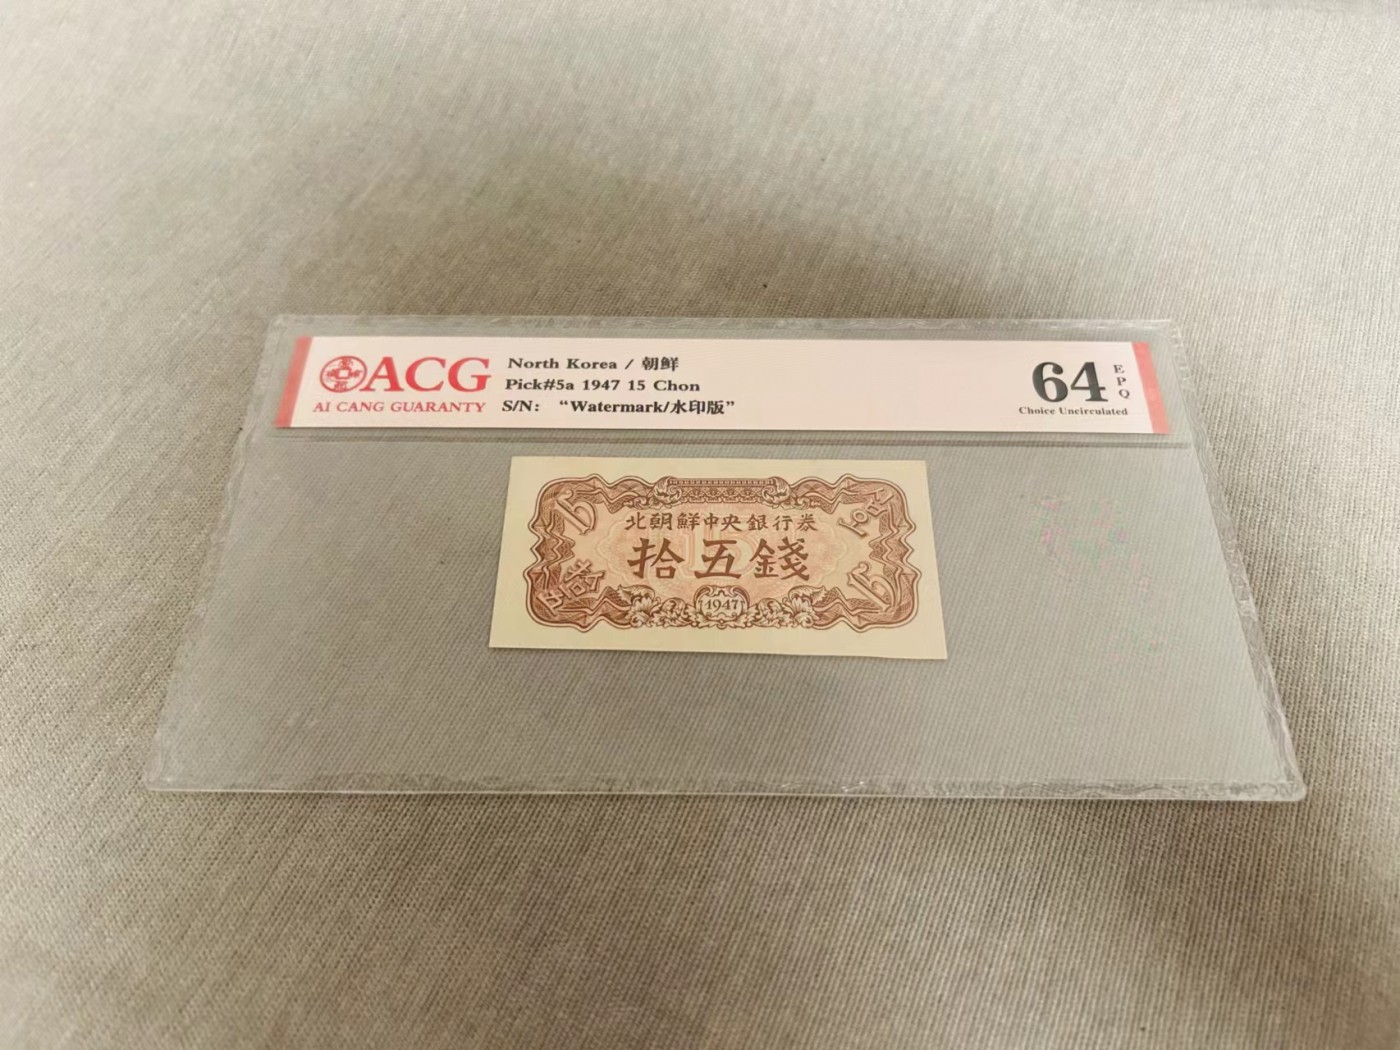 ACG
AI CANG GUARANTY
North Korea / 朝鮮
Pick#5a 1947 15 Chon
S/N: “Watermark/水印版”
64
EPQ
Choice Uncirculated
北朝鮮中央銀行券
拾五錢
1947